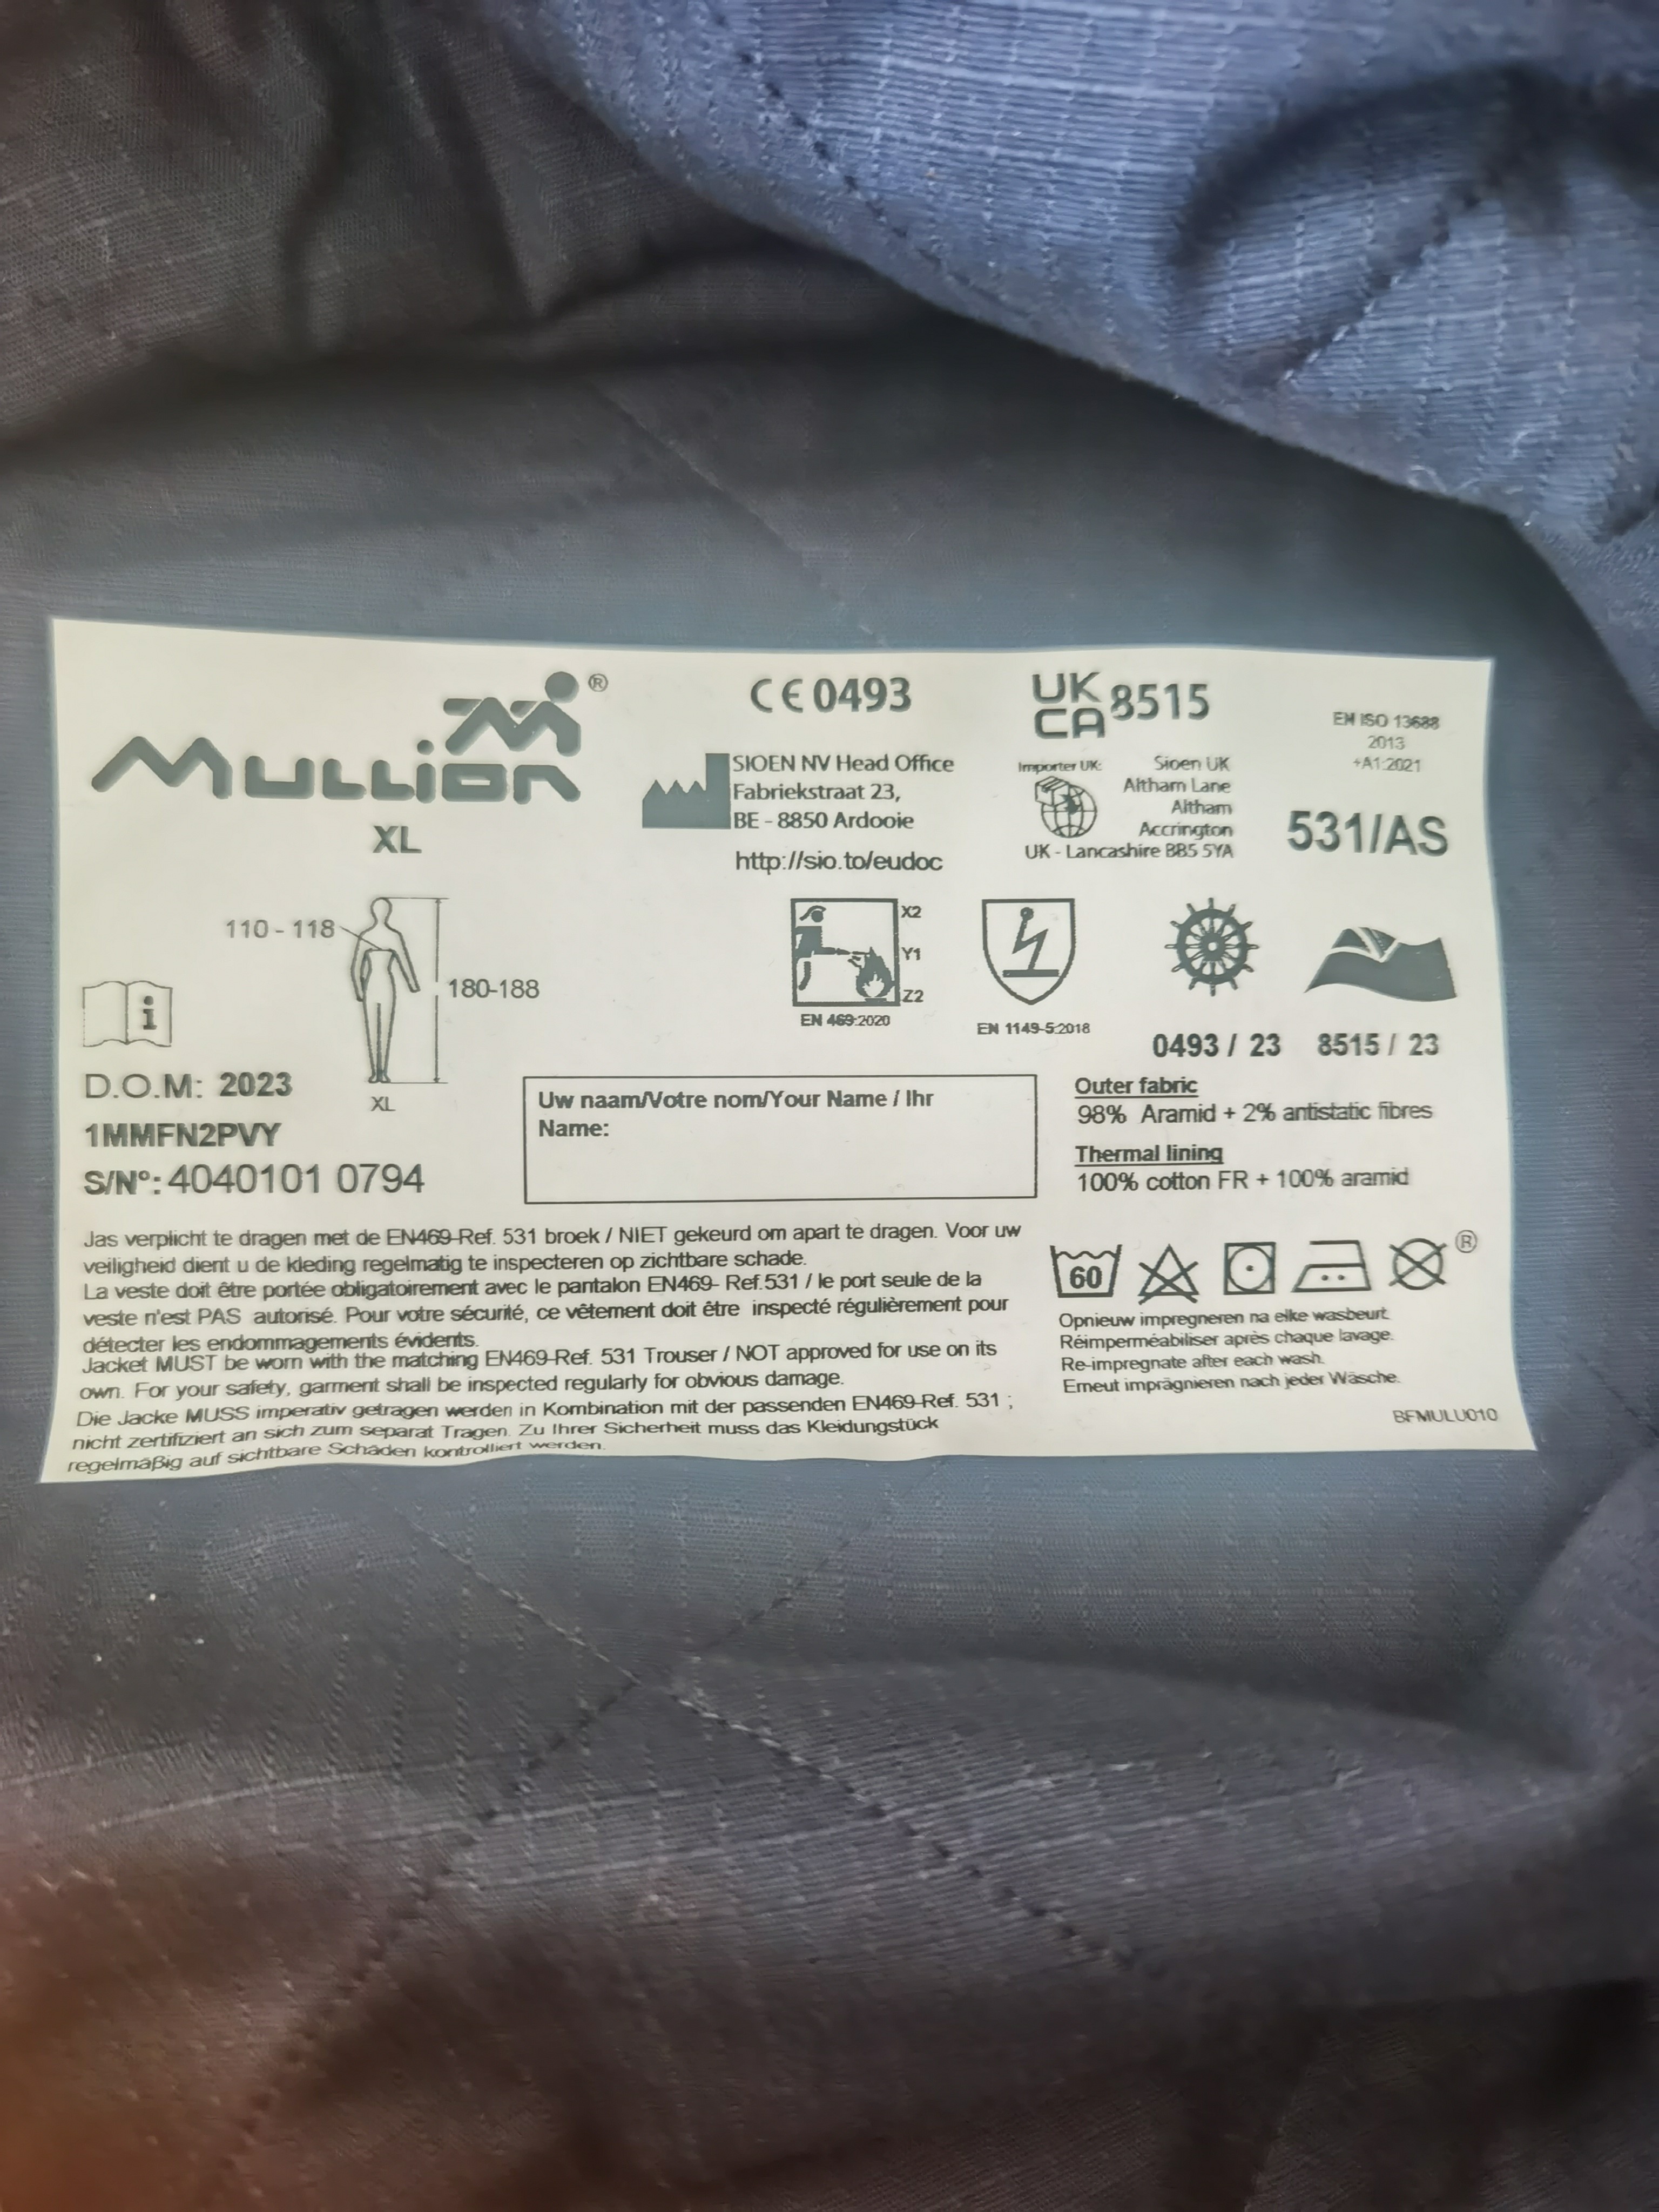 Mullion ®
XL
110 - 118
180-188
XL
D.O.M: 2023
1MMFN2PVY
S/Nº: 4040101 0794
CE 0493
SIOEN NV Head Office
Fabriekstraat 23,
BE - 8850 Ardooie
http://sio.to/eudoc
UK
CA 8515
Importer UK:
Sioen UK
Altham Lane
Altham
Accrington
UK - Lancashire BB5 5YA
EN ISO 13688
2013
+A1:2021
531/AS
X2
Y1
Z2
EN 469:2020
EN 1149-5:2018
0493 / 23
8515 / 23
Uw naam/Votre nom/Your Name / Ihr
Name:
Outer fabric
98% Aramid + 2% antistatic fibres
Thermal lining
100% cotton FR + 100% aramid
Jas verplicht te dragen met de EN469-Ref. 531 broek / NIET gekeurd om apart te dragen. Voor uw
veiligheid dient u de kleding regelmatig te inspecteren op zichtbare schade.
La veste doit être portée obligatoirement avec le pantalon EN469- Ref.531 / le port seule de la
veste n'est PAS autorisé. Pour votre sécurité, ce vêtement doit être inspecté régulièrement pour
détecter les endommagements évidents.
Jacket MUST be worn with the matching EN469-Ref. 531 Trouser / NOT approved for use on its
own. For your safety, garment shall be inspected regularly for obvious damage.
Die Jacke MUSS imperativ getragen werden in Kombination mit der passenden EN469-Ref. 531 ;
nicht zertifiziert an sich zum separat Tragen. Zu Ihrer Sicherheit muss das Kleidungstück
regelmäßig auf sichtbare Schäden kontrolliert werden.
60
®
Opnieuw impregneren na elke wasbeurt.
Réimperméabiliser après chaque lavage.
Re-impregnate after each wash.
Erneut imprägnieren nach jeder Wäsche.
BFMULU010